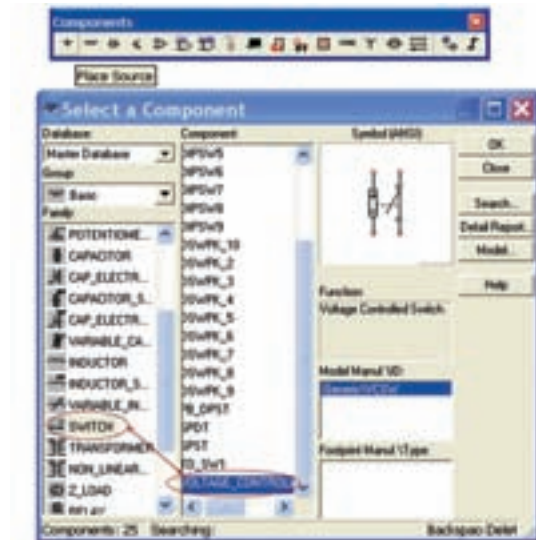 Components
Place Source
Select a Component
Database:
Master Database
Group:
Basic
Family:
POTENTIOME...
CAPACITOR
CAP_ELECTR...
CAPACITOR_S...
CAP_ELECTR...
VARIABLE_CA...
INDUCTOR
INDUCTOR_S...
VARIABLE_IN...
SWITCH
TRANSFORMER
NON_LINEAR...
Z_LOAD
RELAY
Component:
DIPSW5
DIPSW6
DIPSW7
DIPSW8
DIPSW9
DSWPK_10
DSWPK_2
DSWPK_3
DSWPK_4
DSWPK_5
DSWPK_6
DSWPK_7
DSWPK_8
DSWPK_9
PB_DPST
SPDT
SPST
TD_SW1
VOLTAGE_CONTROL
Symbol (ANSI)
Function:
Voltage Controlled Switch
Model Manuf.\ID:
Generic\VCSW
Footprint Manuf.\Type:
OK
Close
Search...
Detail Report...
Model...
Help
Components: 25
Searching:
Backspac Delet